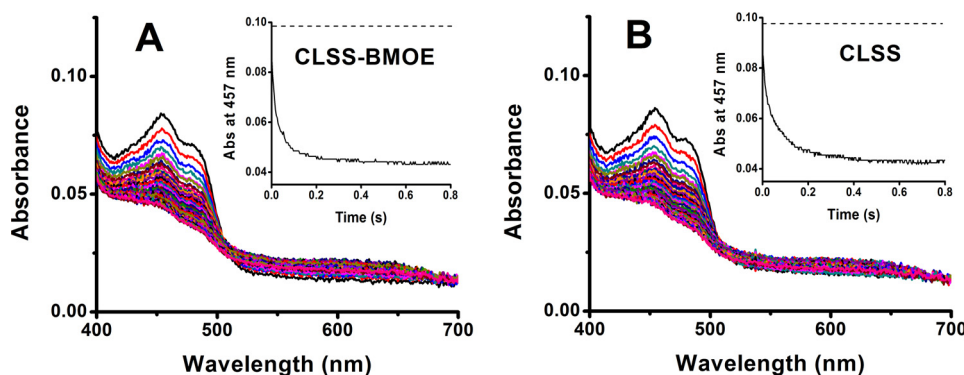 A
CLSS-BMOE
Abs at 457 nm
0.10
0.08
0.06
0.04
0.0 0.2 0.4 0.6 0.8
Time (s)
Absorbance
0.10
0.05
0.00
400 500 600 700
Wavelength (nm)
B
CLSS
Abs at 457 nm
0.10
0.08
0.06
0.04
0.0 0.2 0.4 0.6 0.8
Time (s)
Absorbance
0.10
0.05
0.00
400 500 600 700
Wavelength (nm)